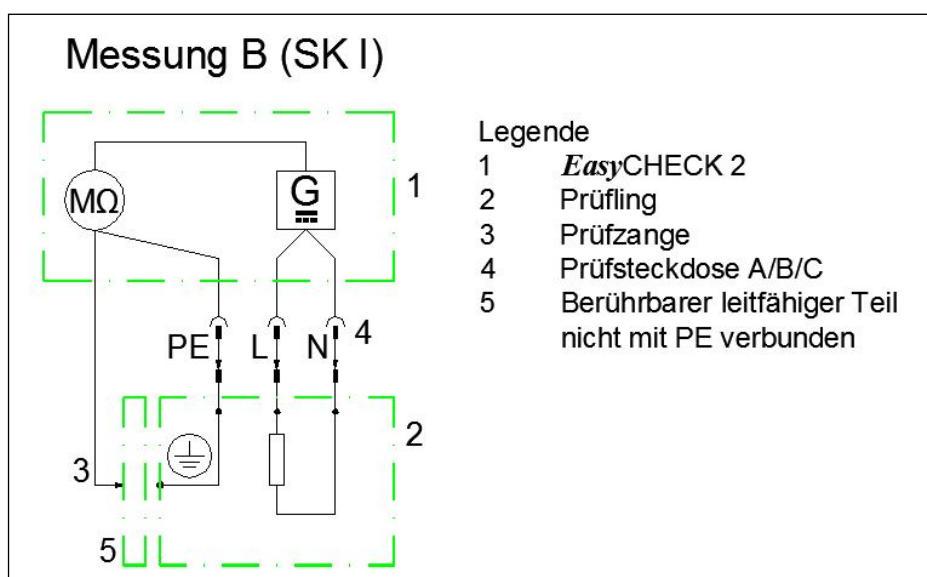 Messung B (SK I)
Legende
1 EasyCHECK 2
2 Prüfling
3 Prüfzange
4 Prüfsteckdose A/B/C
5 Berührbarer leitfähiger Teil
nicht mit PE verbunden
MΩ
G
1
PE
L
N
4
2
3
5